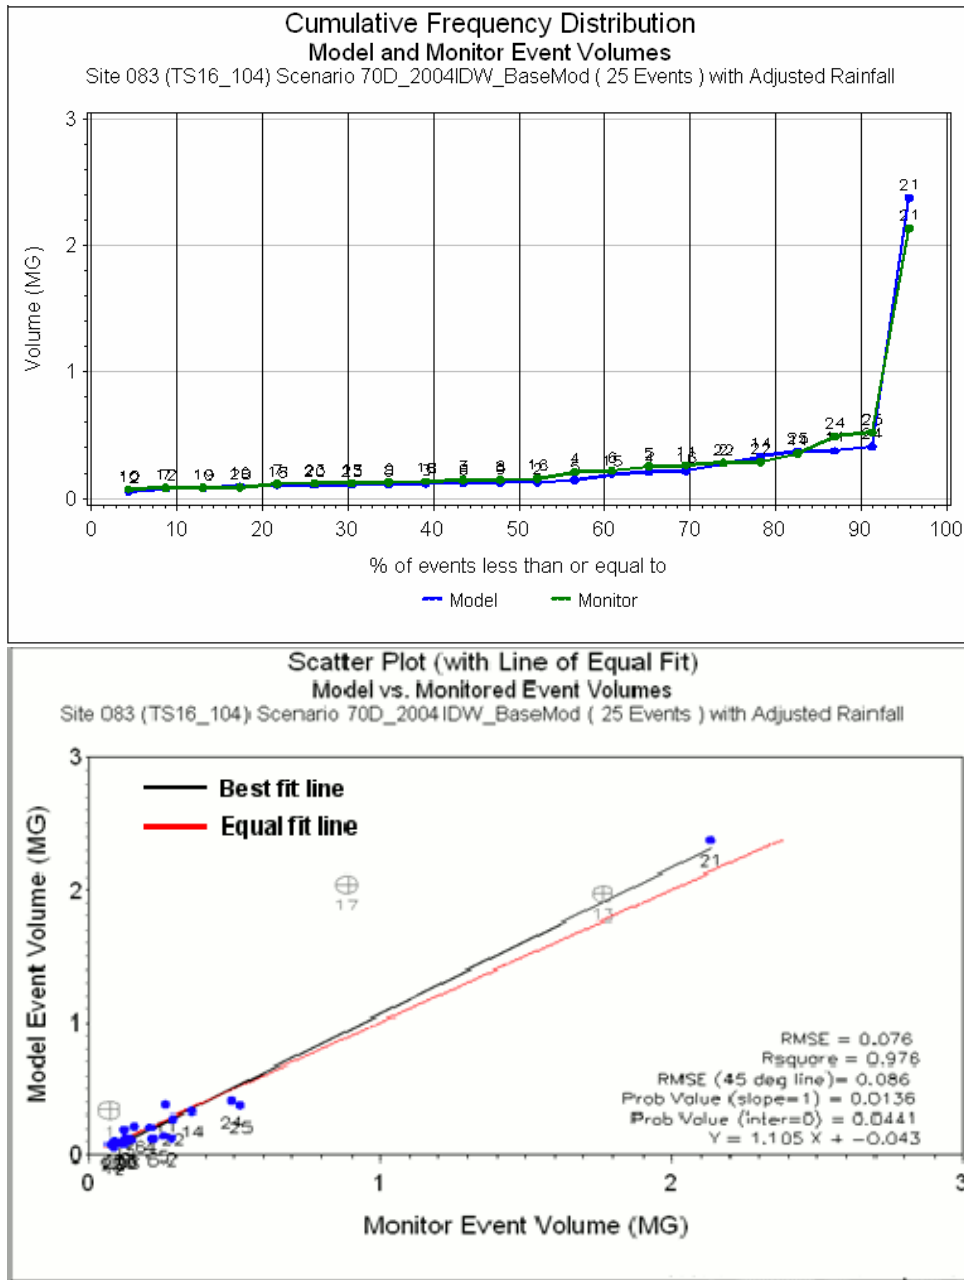 Cumulative Frequency Distribution
Model and Monitor Event Volumes
Site 083 (TS16_104) Scenario 70D_2004IDW_BaseMod ( 25 Events ) with Adjusted Rainfall
3
2
1
0
Volume (MG)
21
21
24
0 10 20 30 40 50 60 70 80 90 100
% of events less than or equal to
Model Monitor
Scatter Plot (with Line of Equal Fit)
Model vs. Monitored Event Volumes
Site 083 (TS16_104) Scenario 70D_2004IDW_BaseMod ( 25 Events ) with Adjusted Rainfall
3
2
1
0
Model Event Volume (MG)
Best fit line
Equal fit line
21
17
13
RMSE = 0.076
Rsquare = 0.976
RMSE (45 deg line)= 0.086
Prob Value (slope=1) = 0.0136
Prob Value (inter=0) = 0.0441
Y = 1.105 X + -0.043
14
24
25
22
0 1 2 3
Monitor Event Volume (MG)